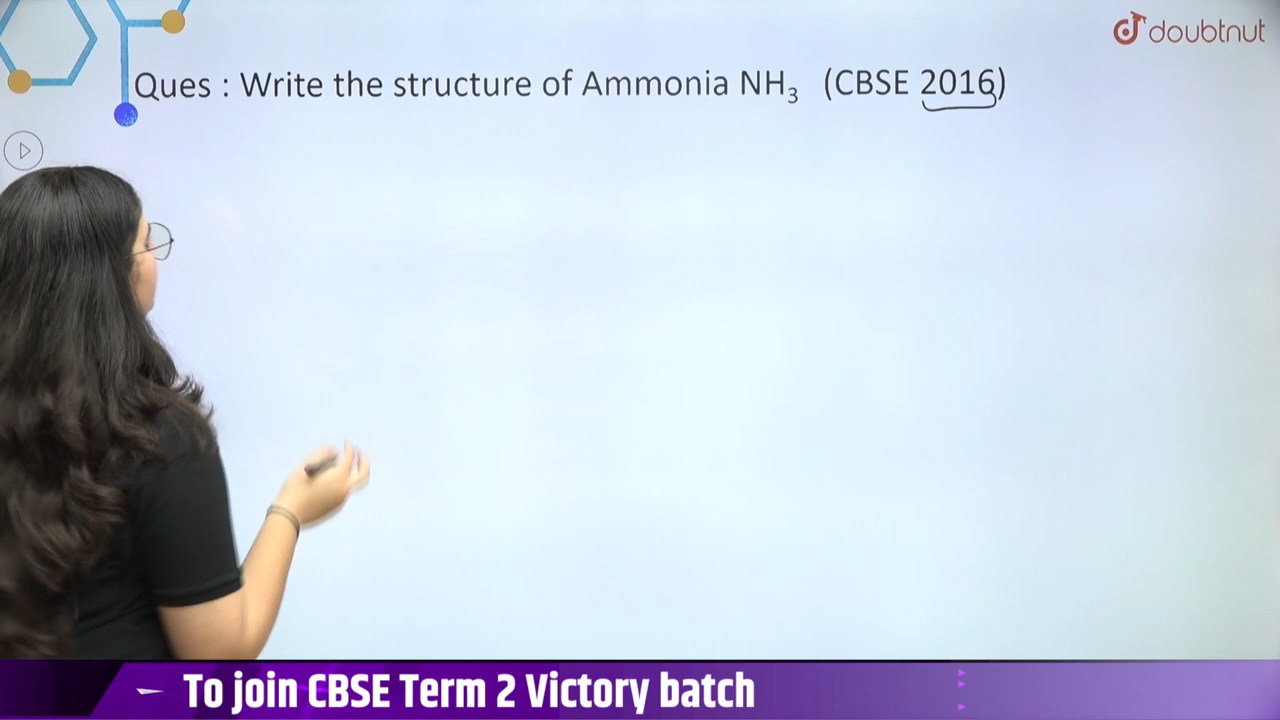 doubtnut
Ques : Write the structure of Ammonia NH₃ (CBSE 2016)
To join CBSE Term 2 Victory batch